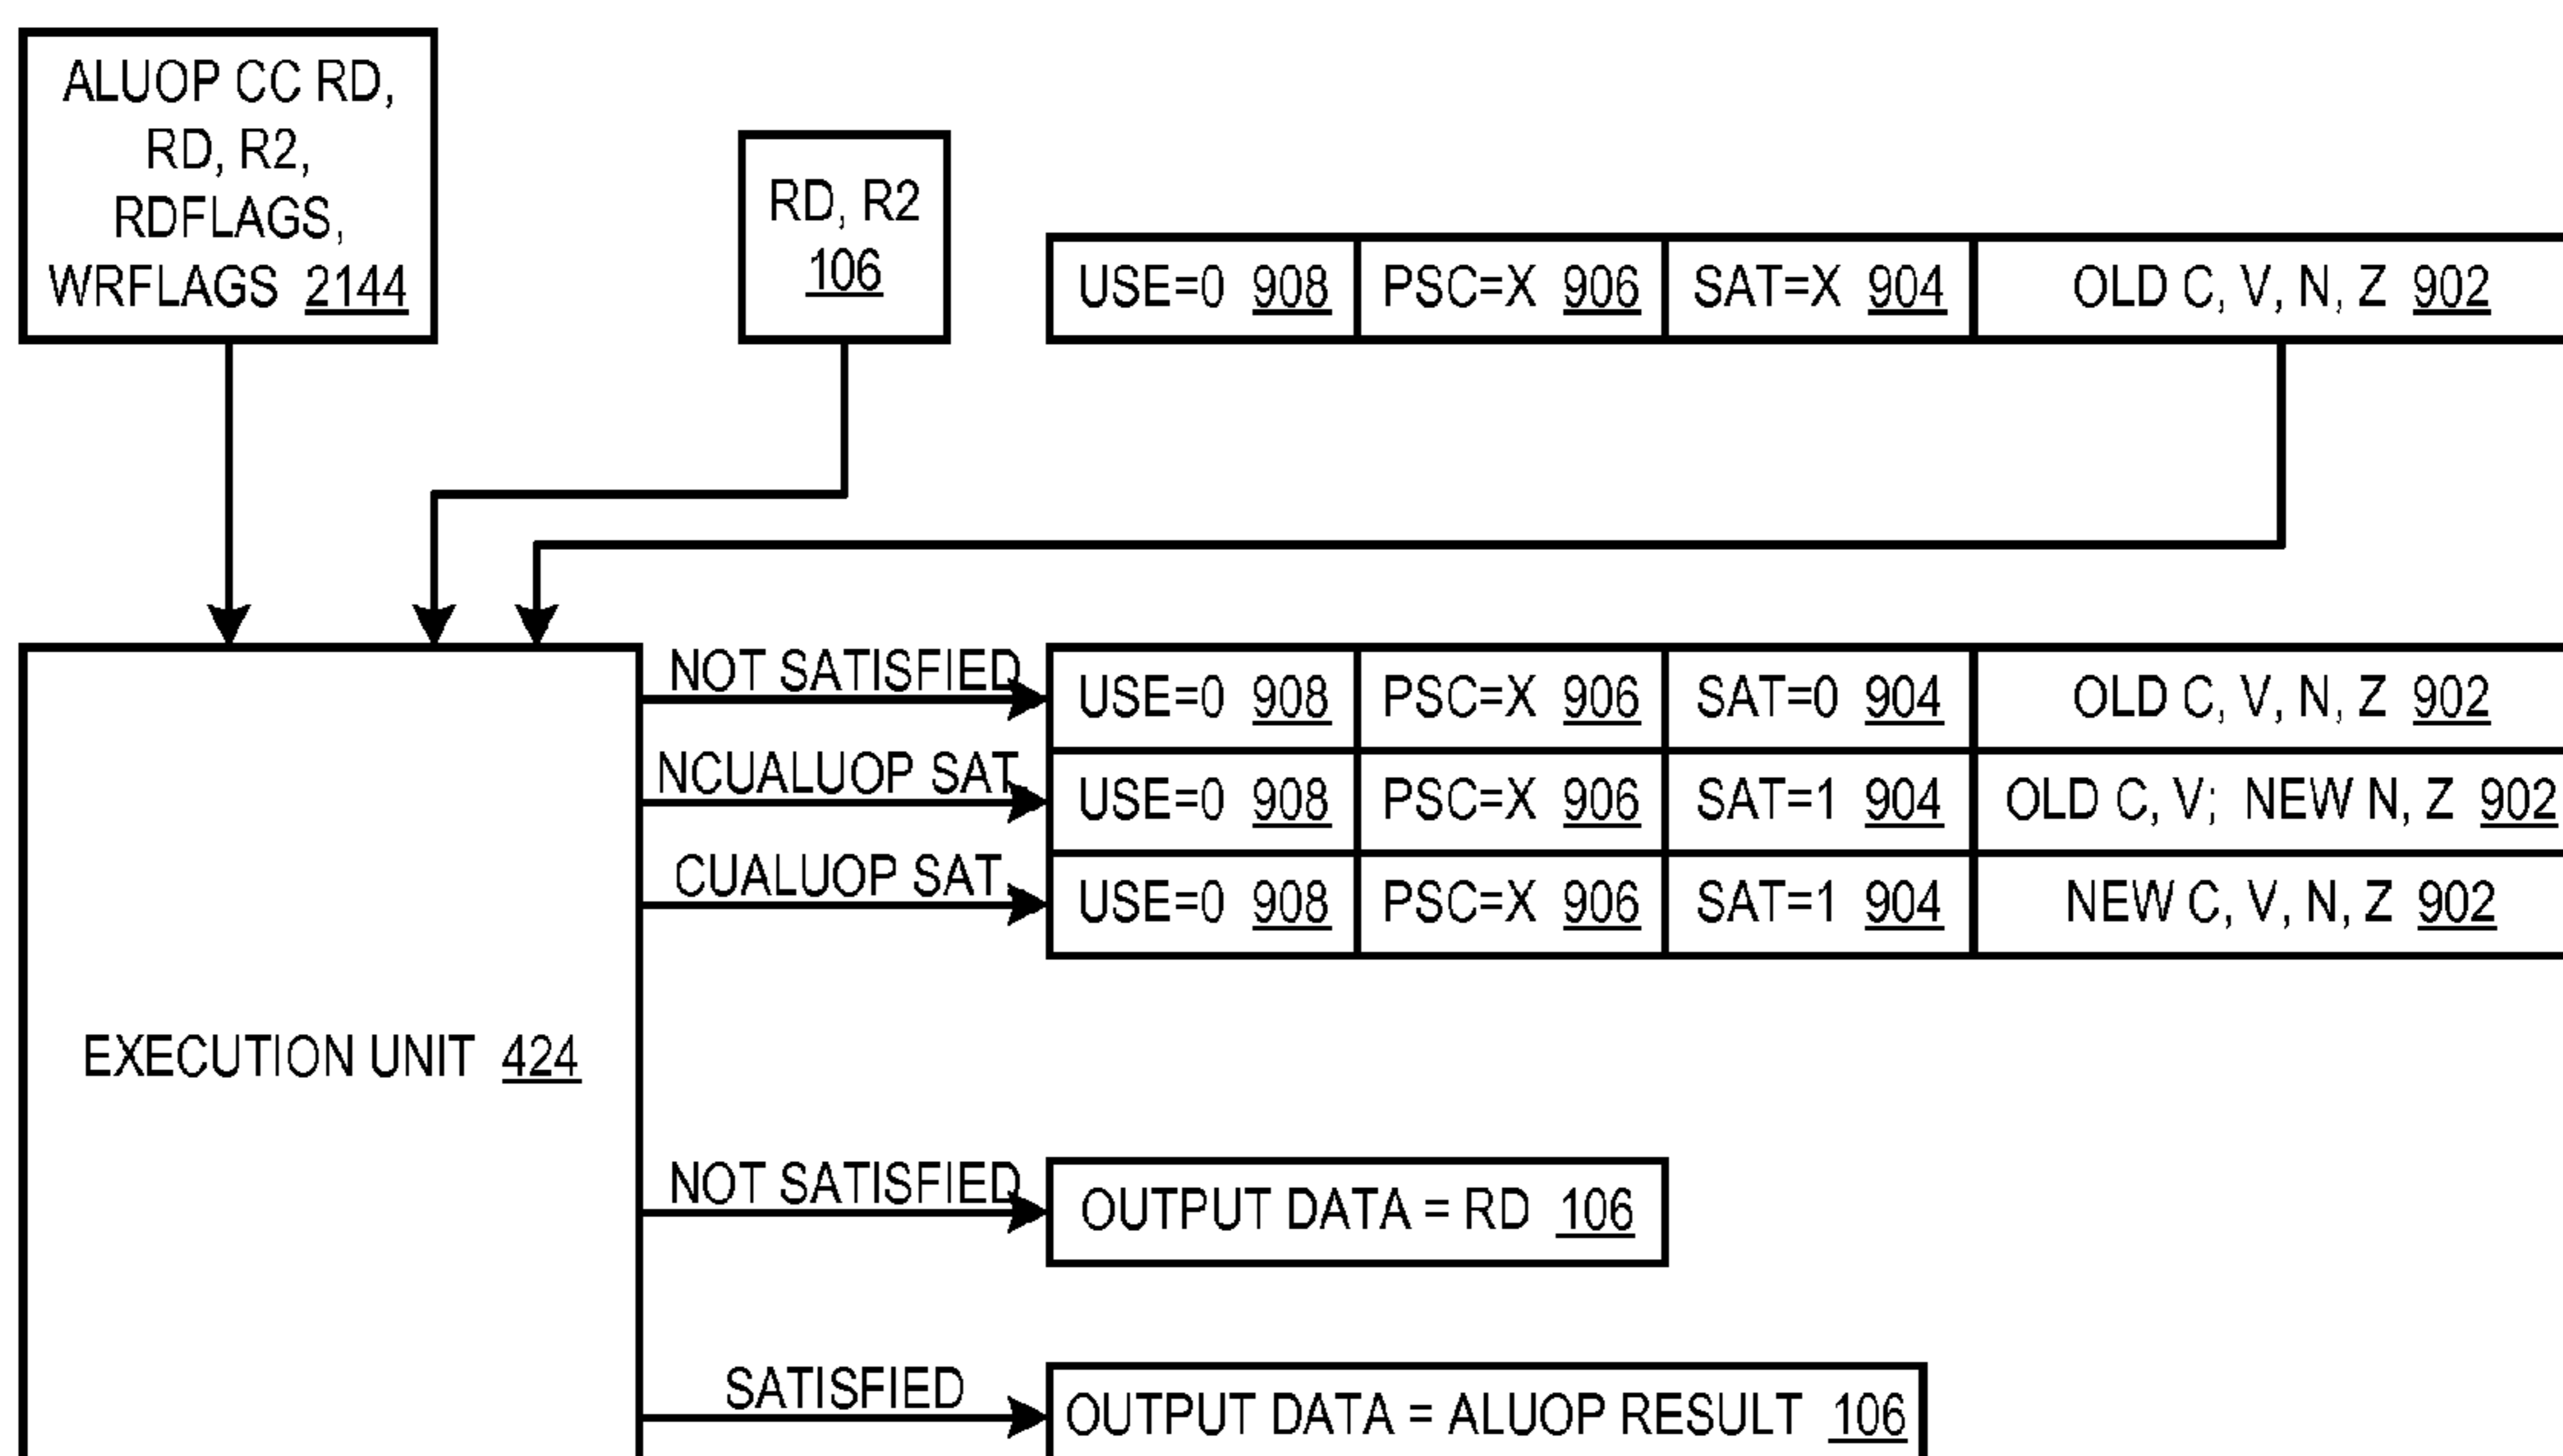 ALUOP CC RD,
RD, R2,
RDFLAGS,
WRFLAGS 2144
RD, R2
106
USE=0 908 PSC=X 906 SAT=X 904 OLD C, V, N, Z 902
NOT SATISFIED USE=0 908 PSC=X 906 SAT=0 904 OLD C, V, N, Z 902
NCUALUOP SAT USE=0 908 PSC=X 906 SAT=1 904 OLD C, V; NEW N, Z 902
CUALUOP SAT USE=0 908 PSC=X 906 SAT=1 904 NEW C, V, N, Z 902
EXECUTION UNIT 424
NOT SATISFIED OUTPUT DATA = RD 106
SATISFIED OUTPUT DATA = ALUOP RESULT 106